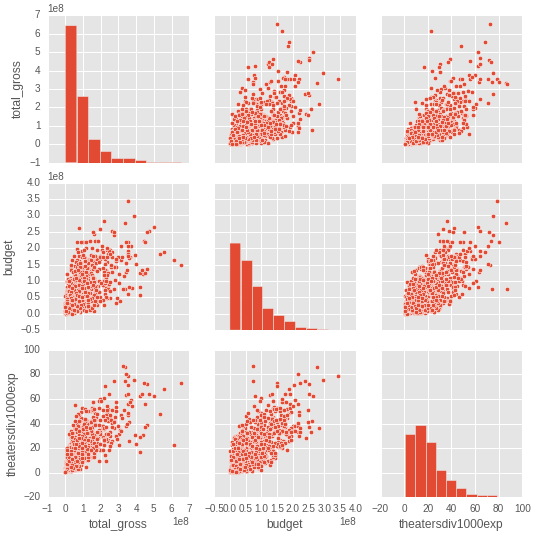 1e8
7
6
5
4
3
2
1
0
−1
total_gross
1e8
4.0
3.5
3.0
2.5
2.0
1.5
1.0
0.5
0.0
−0.5
budget
100
80
60
40
20
0
−20
theatersdiv1000exp
−1 0 1 2 3 4 5 6 7
1e8
total_gross
−0.5 0.0 0.5 1.0 1.5 2.0 2.5 3.0 3.5 4.0
1e8
budget
−20 0 20 40 60 80 100
theatersdiv1000exp